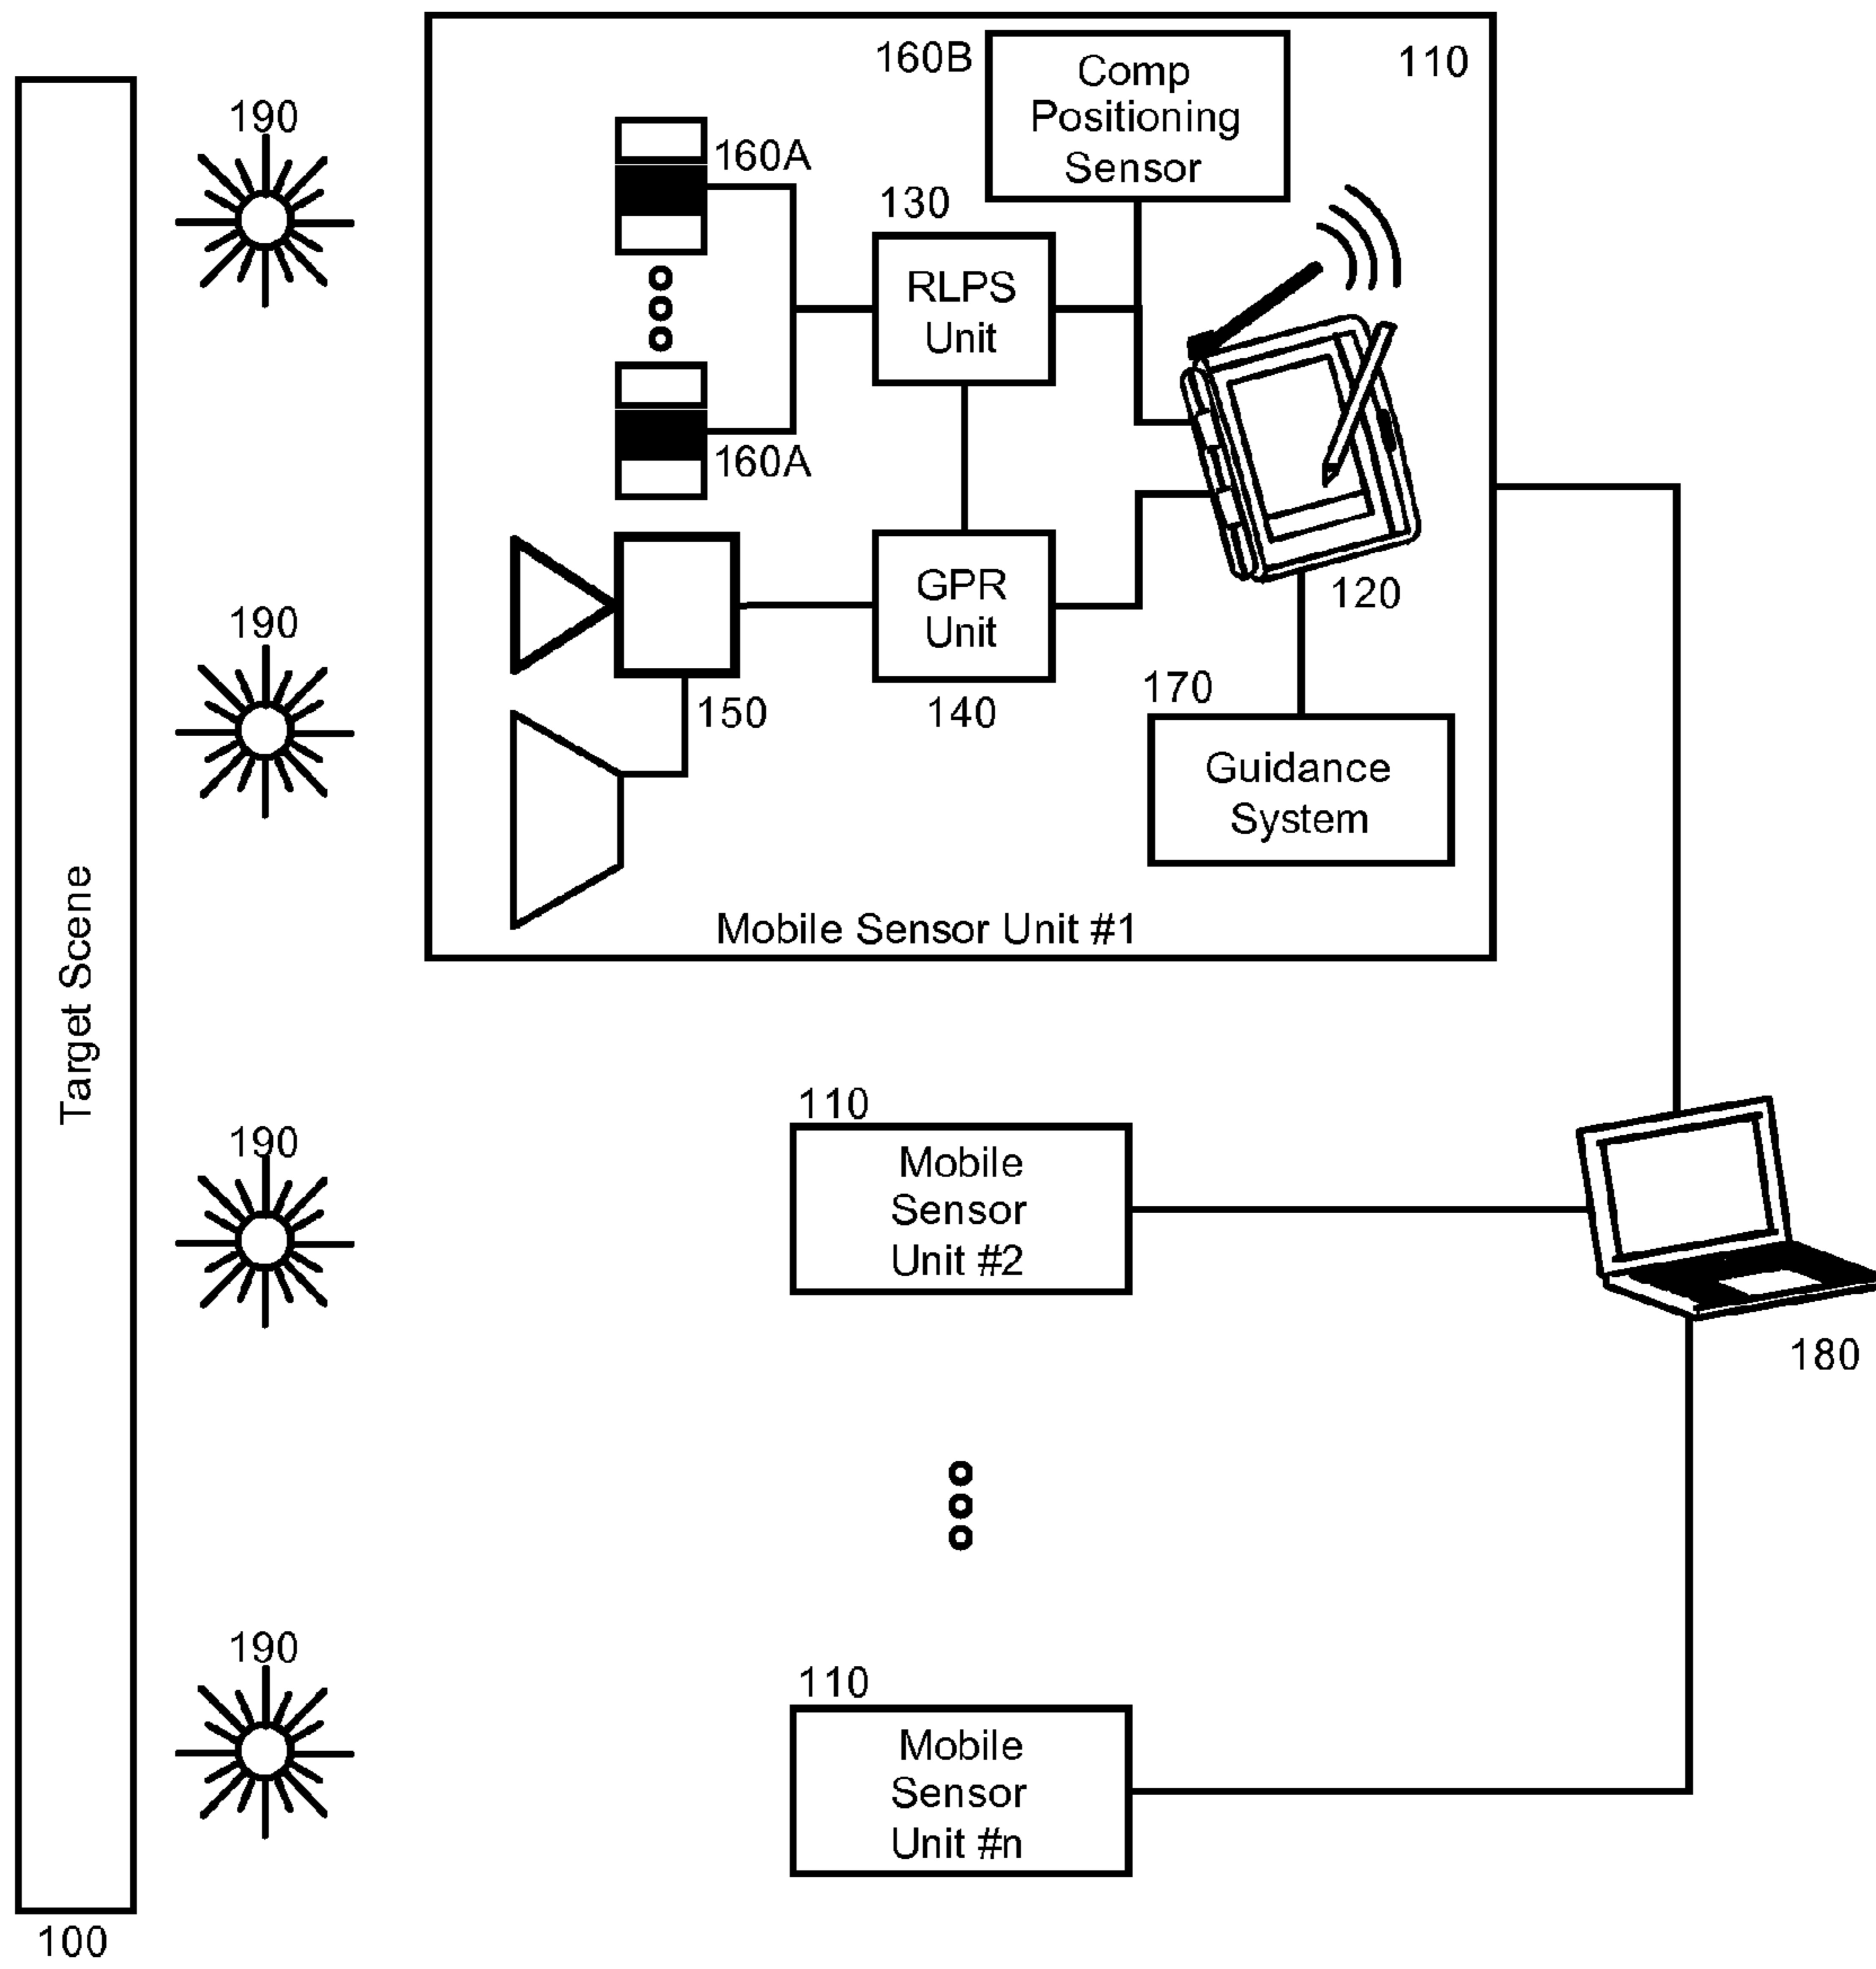 160B
Comp
Positioning
Sensor
110
190
160A
130
RLPS
Unit
160A
190
GPR
Unit
120
150
140
170
Guidance
System
Mobile Sensor Unit #1
Target Scene
190
110
Mobile
Sensor
Unit #2
180
190
110
Mobile
Sensor
Unit #n
100